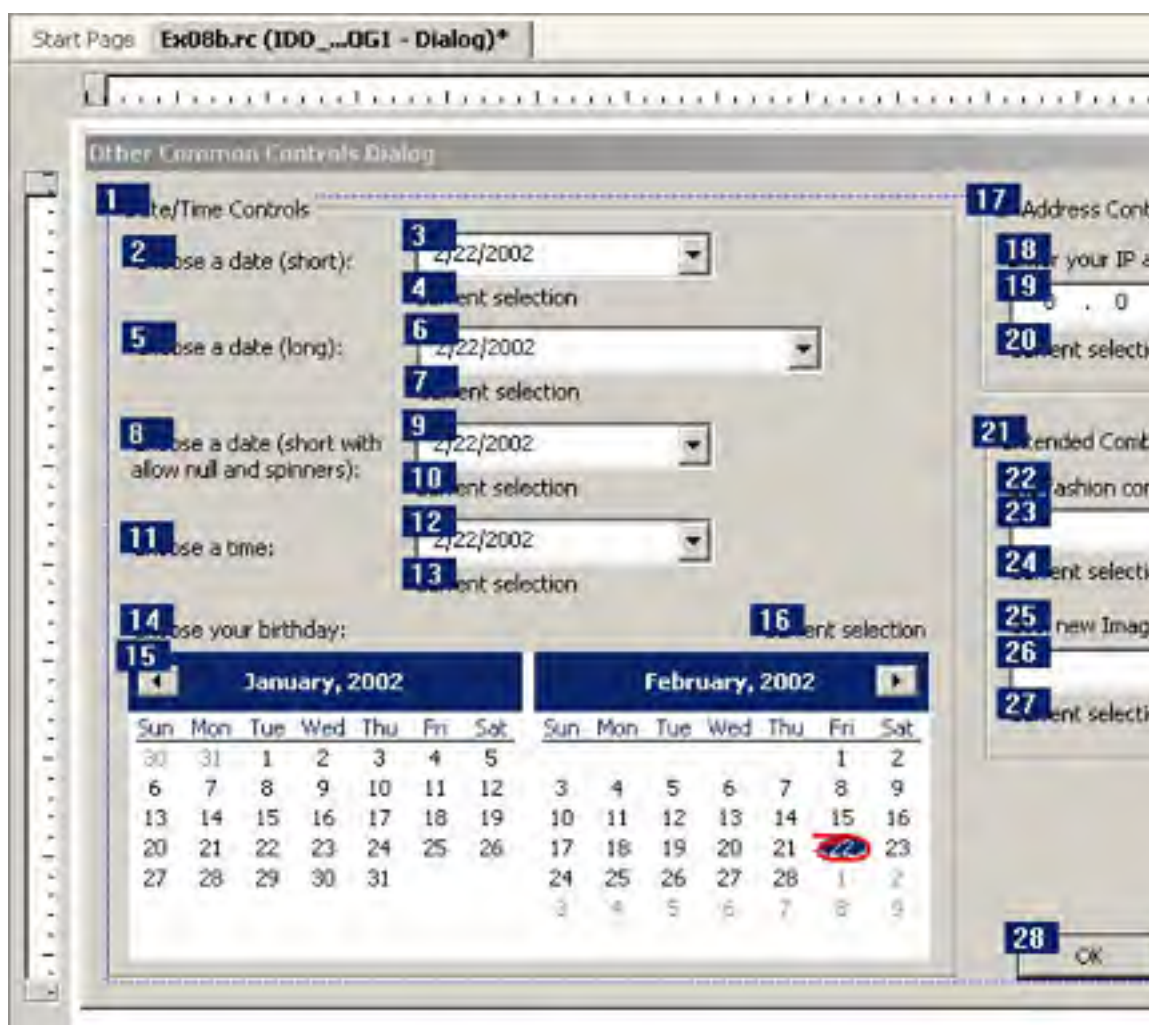 Start Page Ex08b.rc (IDD_...OG1 - Dialog)*
Other Common Controls Dialog
1 te/Time Controls
2 ose a date (short): 3 2/22/2002
4 ent selection
5 ose a date (long): 6 2/22/2002
7 ent selection
8 ose a date (short with 9 2/22/2002
allow null and spinners): 10 ent selection
11 ose a time: 12 2/22/2002
13 ent selection
14 ose your birthday: 16 ent selection
15
January, 2002
Sun Mon Tue Wed Thu Fri Sat
30 31 1 2 3 4 5
6 7 8 9 10 11 12
13 14 15 16 17 18 19
20 21 22 23 24 25 26
27 28 29 30 31
February, 2002
Sun Mon Tue Wed Thu Fri Sat
1 2
3 4 5 6 7 8 9
10 11 12 13 14 15 16
17 18 19 20 21 22 23
24 25 26 27 28 1 2
3 4 5 6 7 8 9
17 Address Cont
18 r your IP a
19 0 . 0
20 ent selecti
21 tended Comb
22 ashion cor
23
24 ent selecti
25 new Imag
26
27 ent selecti
28 OK